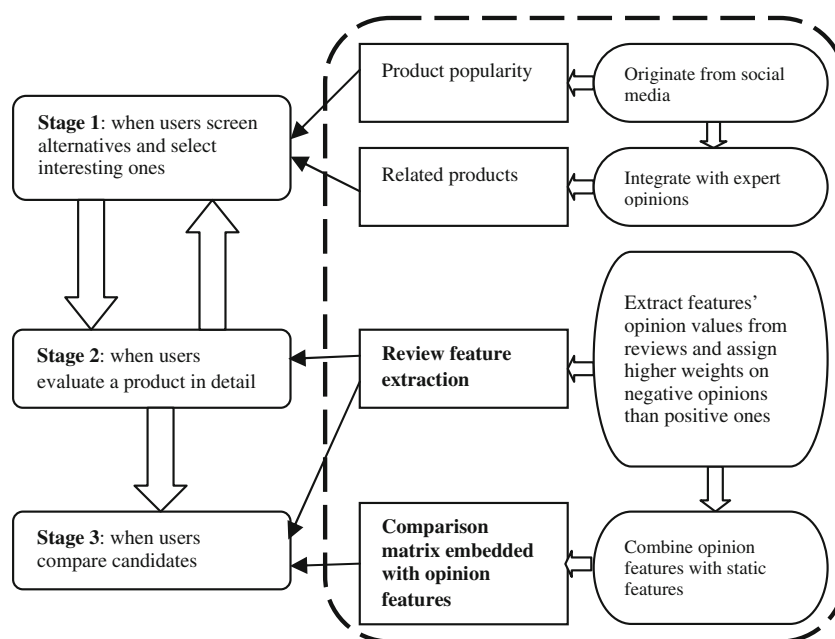 Product popularity
Originate from social
media
Stage 1: when users screen
alternatives and select
interesting ones
Related products
Integrate with expert
opinions
Stage 2: when users
evaluate a product in detail
Review feature
extraction
Extract features’
opinion values from
reviews and assign
higher weights on
negative opinions
than positive ones
Stage 3: when users
compare candidates
Comparison
matrix embedded
with opinion
features
Combine opinion
features with static
features